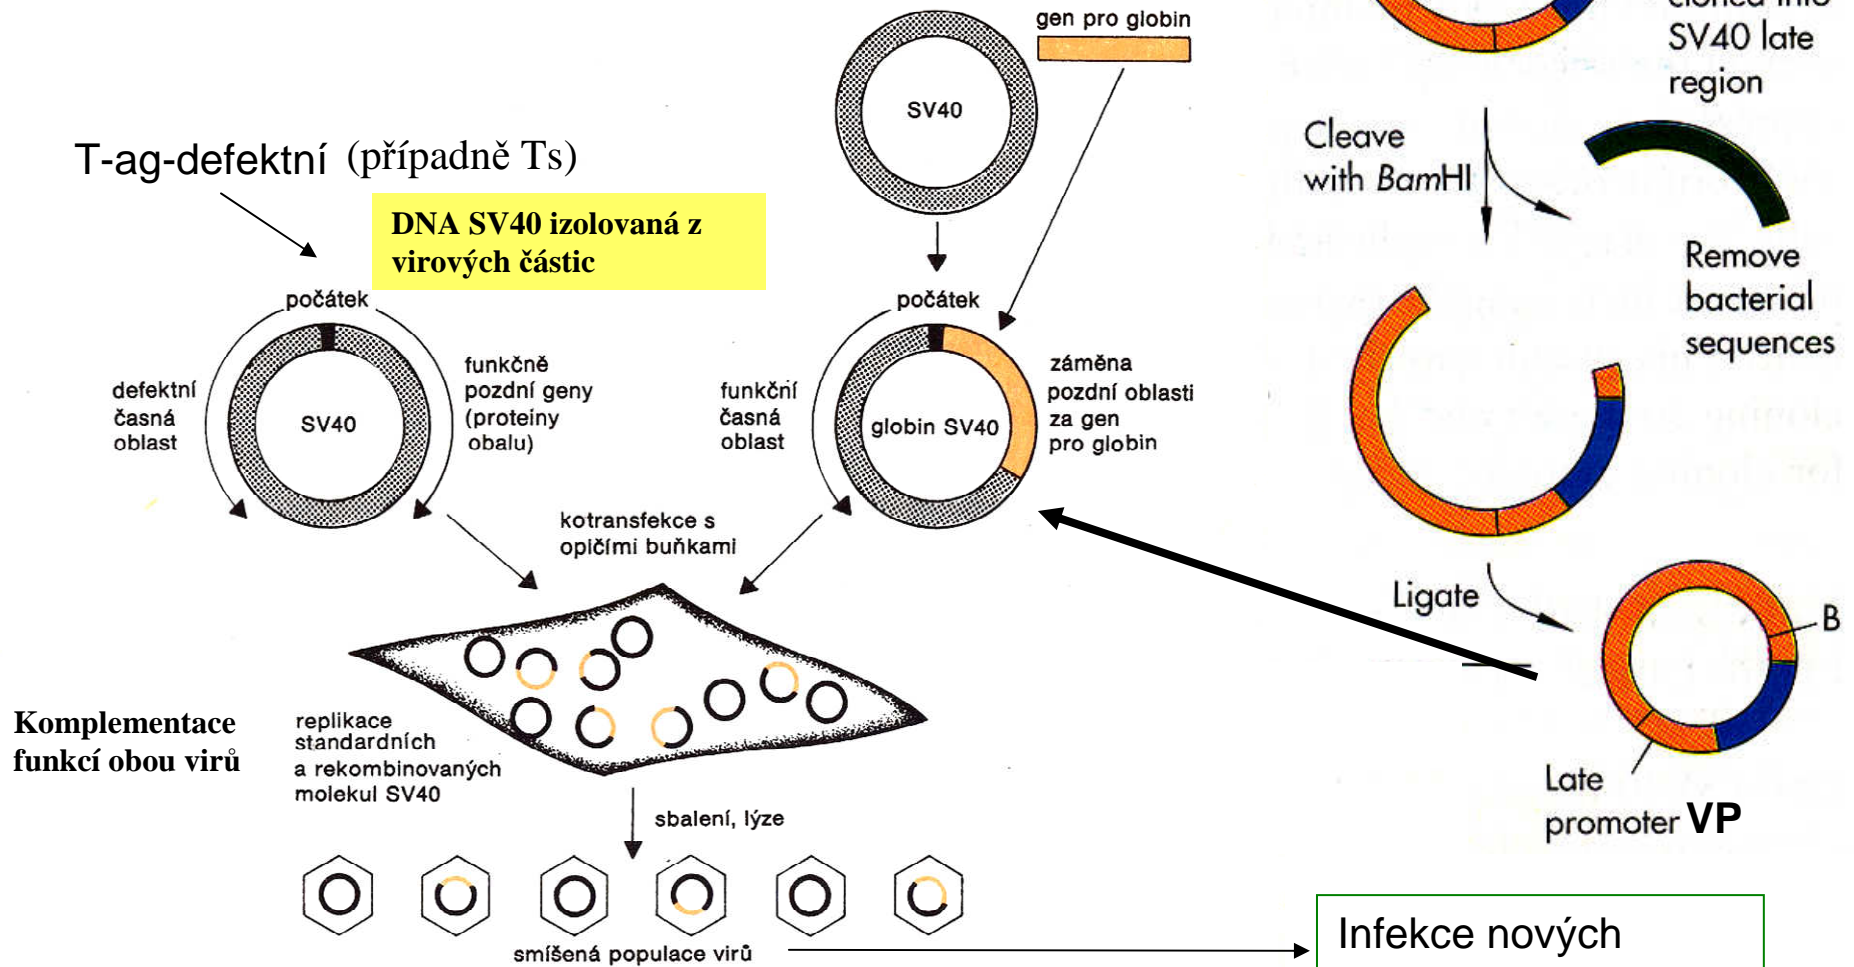 gen pro globin
SV40
T-ag-defektní (případně Ts)
DNA SV40 izolovaná z
virových částic
počátek
defektní
časná
oblast
SV40
funkčně
pozdní geny
(proteiny
obalu)
počátek
funkční
časná
oblast
globin SV40
záměna
pozdní oblasti
za gen
pro globin
kotransfekce s
opičími buňkami
Komplementace
funkcí obou virů
replikace
standardních
a rekombinovaných
molekul SV40
sbalení, lýze
smíšená populace virů
Infekce nových
SV40 late
region
Cleave
with BamHI
Remove
bacterial
sequences
Ligate
B
Late
promoter VP